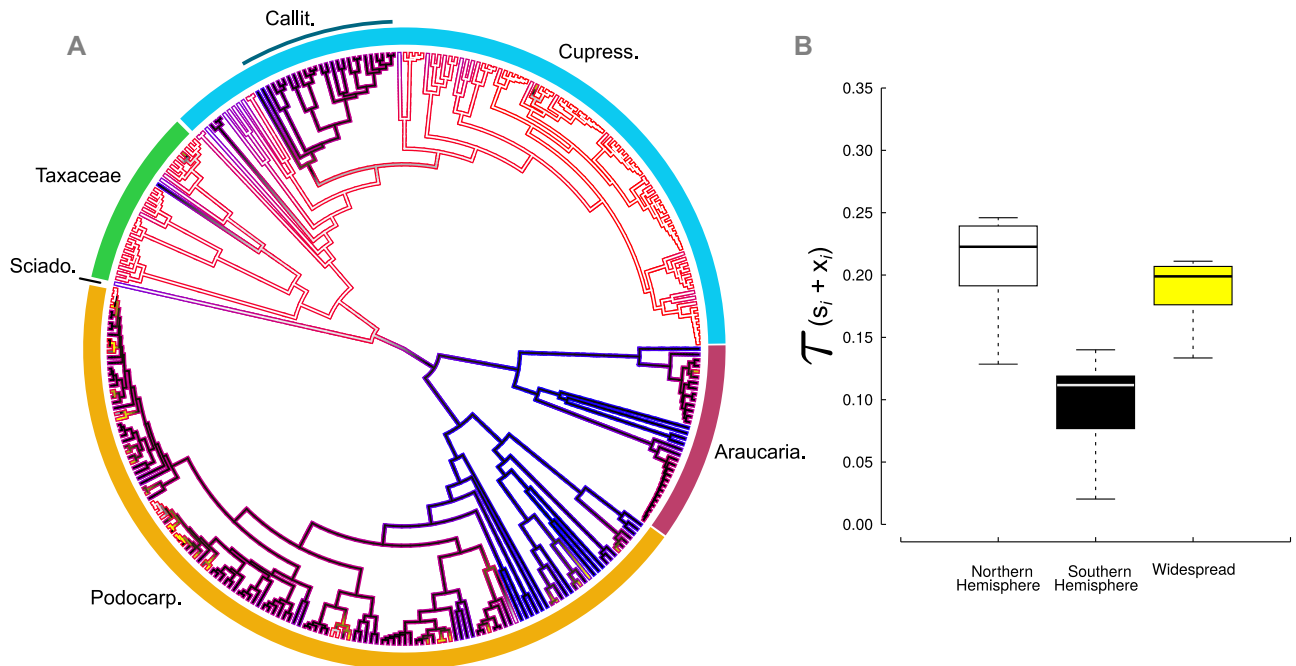 A
Callit.
Cupress.
Taxaceae
Sciado.
Podocarp.
Araucaria.
B
0.35
0.30
0.25
0.20
0.15
0.10
0.05
0.00
𝒯 (sᵢ + xᵢ)
Northern
Hemisphere
Southern
Hemisphere
Widespread